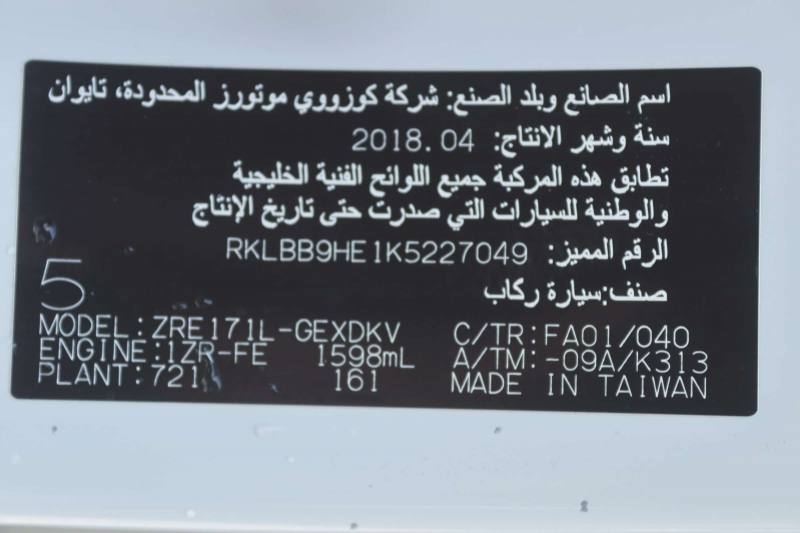 اسم الصانع وبلد الصنع: شركة كوزووي موتورز المحدودة، تايوان
سنة وشهر الإنتاج: 2018.04
تطابق هذه المركبة جميع اللوائح الفنية الخليجية
والوطنية للسيارات التي صدرت حتى تاريخ الإنتاج
الرقم المميز: RKLBB9HE1K5227049
صنف:سيارة ركاب
5
MODEL:ZRE171L-GEXDKV C/TR:FA01/040
ENGINE:1ZR-FE 1598mL A/TM:-09A/K313
PLANT:721 161 MADE IN TAIWAN